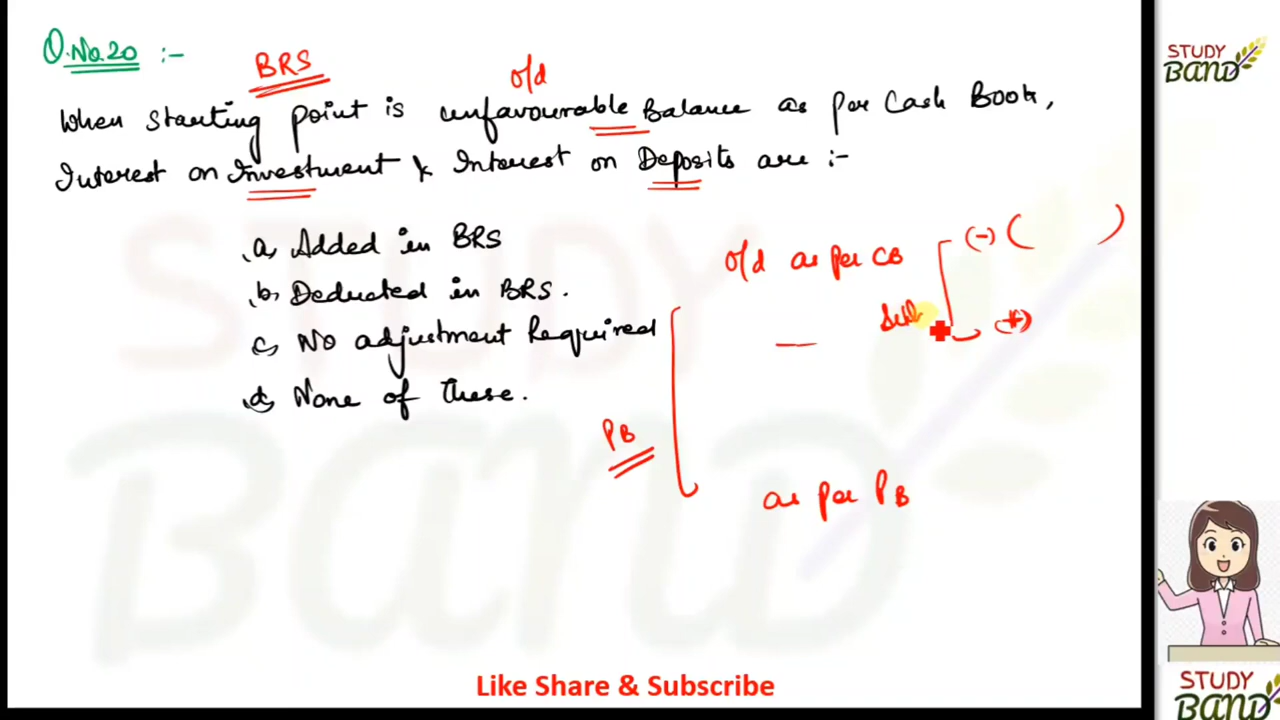 Q.No.20 :-
BRS
o/d
When starting point is unfavourable Balance as per Cash Book,
Interest on Investment & Interest on Deposits are :-
a, Added in BRS
b, Deducted in BRS.
c, No adjustment Required
d, None of these.
o/d as per CB
(-) ( )
(+)
PB
as per PB
Like Share & Subscribe
STUDY
BAND
STUDY
BAND
STUDY
BAND